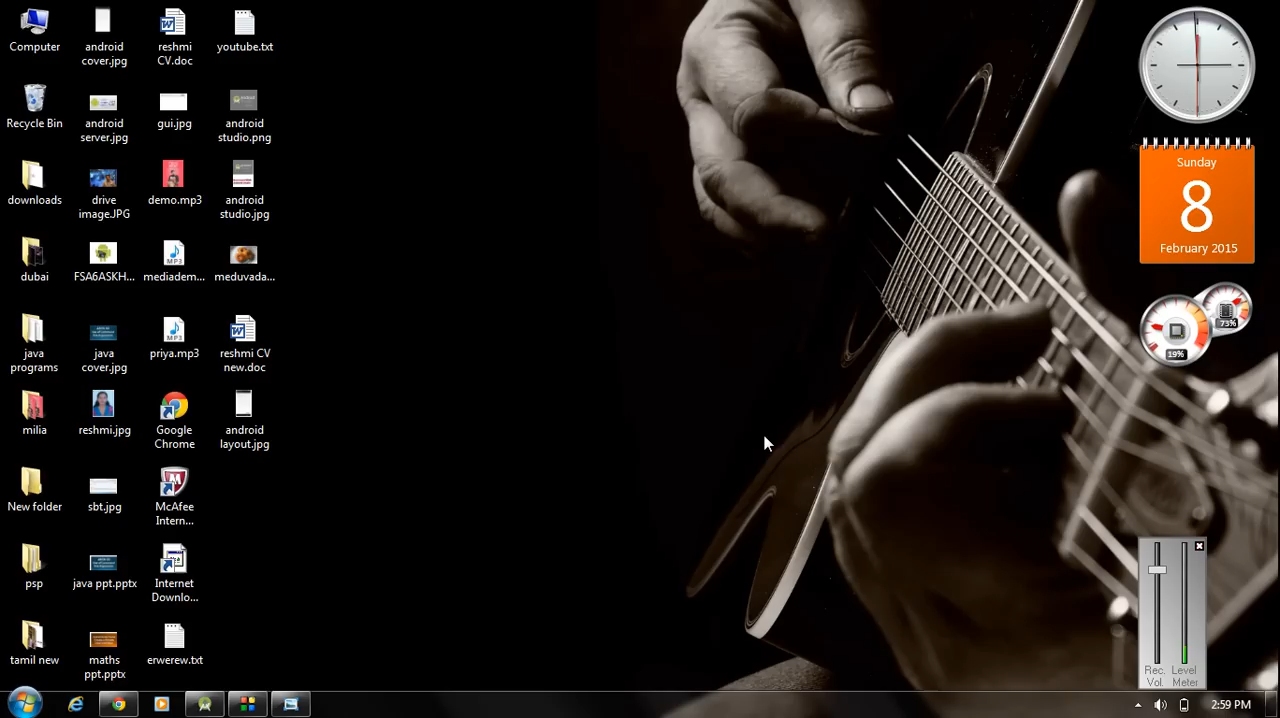 Computer
android
cover.jpg
reshmi
CV.doc
youtube.txt
Recycle Bin
android
server.jpg
gui.jpg
android
studio.png
downloads
drive
image.JPG
demo.mp3
android
studio.jpg
dubai
FSA6ASKH...
mediadem...
meduvada...
java
programs
java
cover.jpg
priya.mp3
reshmi CV
new.doc
milia
reshmi.jpg
Google
Chrome
android
layout.jpg
New folder
sbt.jpg
McAfee
Intern...
psp
java ppt.pptx
Internet
Downlo...
tamil new
maths
ppt.pptx
erwerew.txt
MP3
MP3
Sunday
8
February 2015
73%
19%
Rec. Level
Vol. Meter
2:59 PM